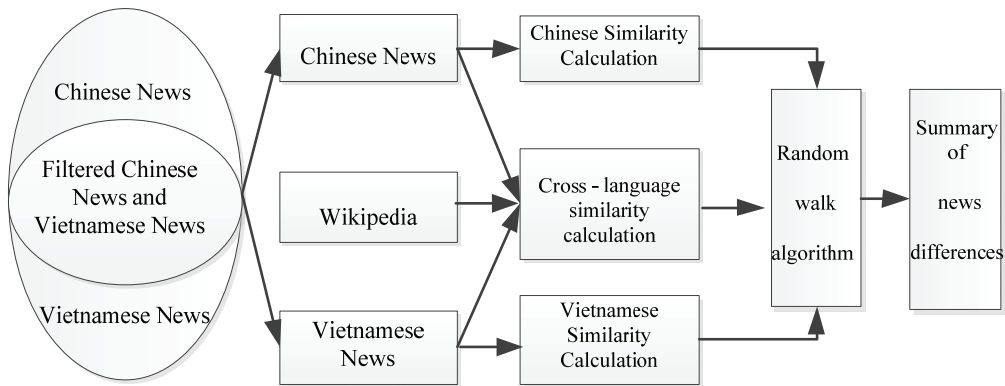 Chinese News
Filtered Chinese
News and
Vietnamese News
Vietnamese News
Chinese News
Wikipedia
Vietnamese
News
Chinese Similarity
Calculation
Cross - language
similarity
calculation
Vietnamese
Similarity
Calculation
Random
walk
algorithm
Summary
of
news
differences